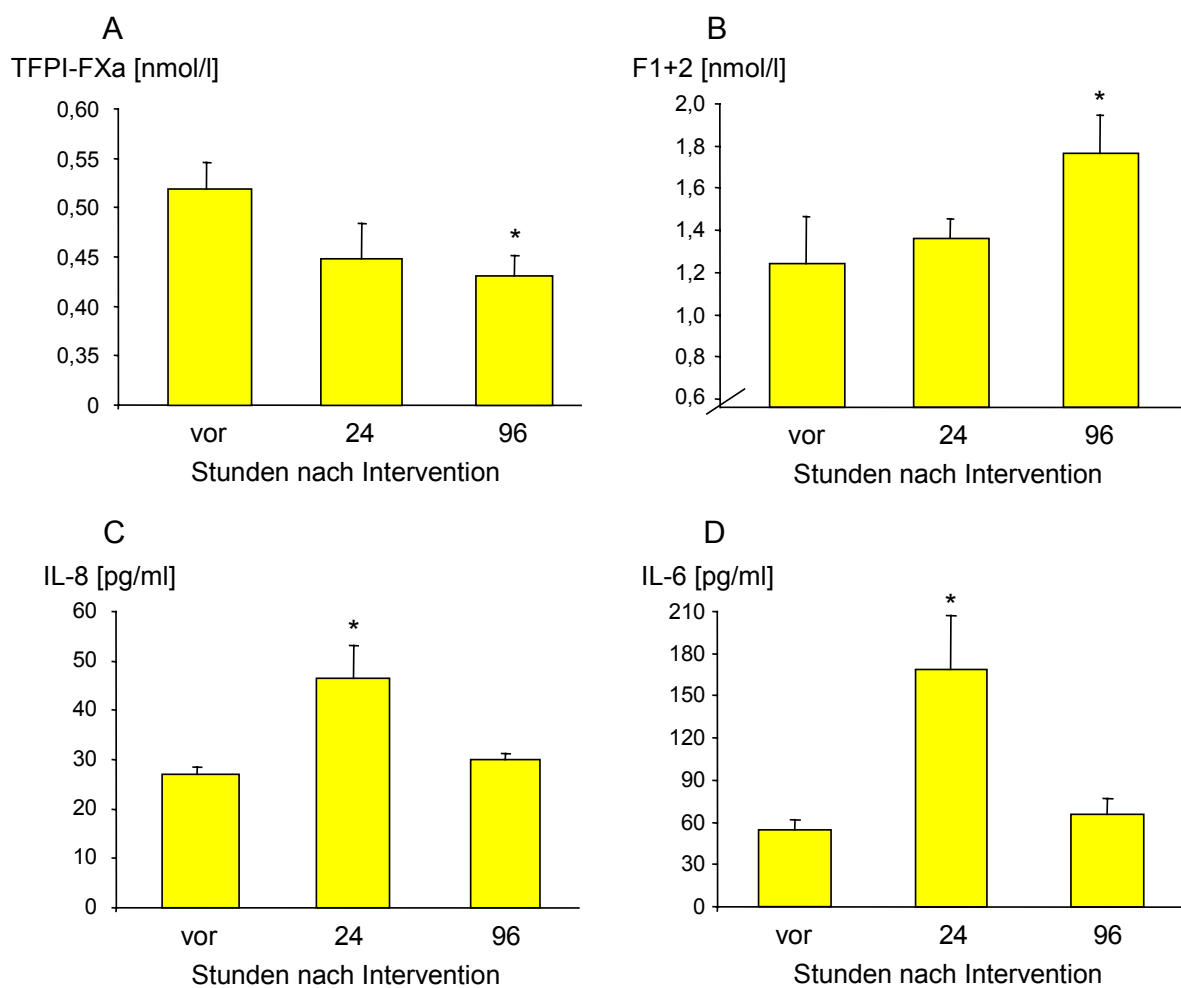 A
TFPI-FXa [nmol/l]
0,60
0,55
0,50
0,45
0,40
0,35
0
*
vor 24 96
Stunden nach Intervention
B
F1+2 [nmol/l]
2,0
1,8
1,6
1,4
1,2
1,0
0,8
0,6
*
vor 24 96
Stunden nach Intervention
C
IL-8 [pg/ml]
60
50
40
30
20
10
0
*
vor 24 96
Stunden nach Intervention
D
IL-6 [pg/ml]
210
180
150
120
90
60
30
0
*
vor 24 96
Stunden nach Intervention